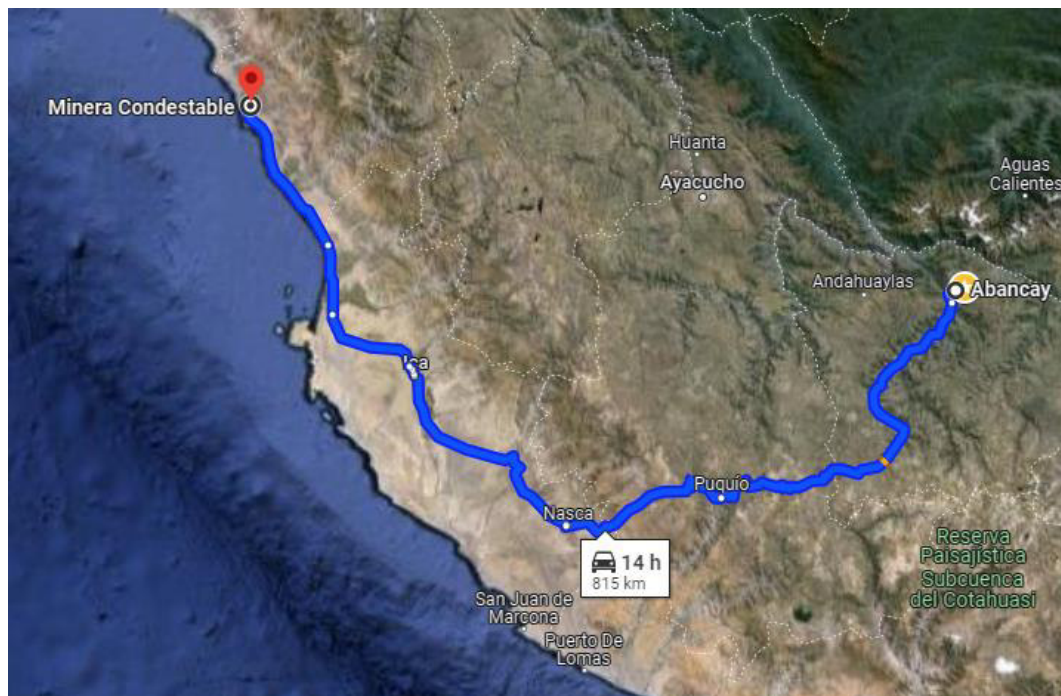 Minera Condestable
Huanta
Ayacucho
Aguas
Calientes
Andahuaylas
Abancay
Ica
Puquío
Nasca
14 h
815 km
Reserva
Paisajística
Subcuenca
del Cotahuasi
San Juan de
Marcona
Puerto De
Lomas